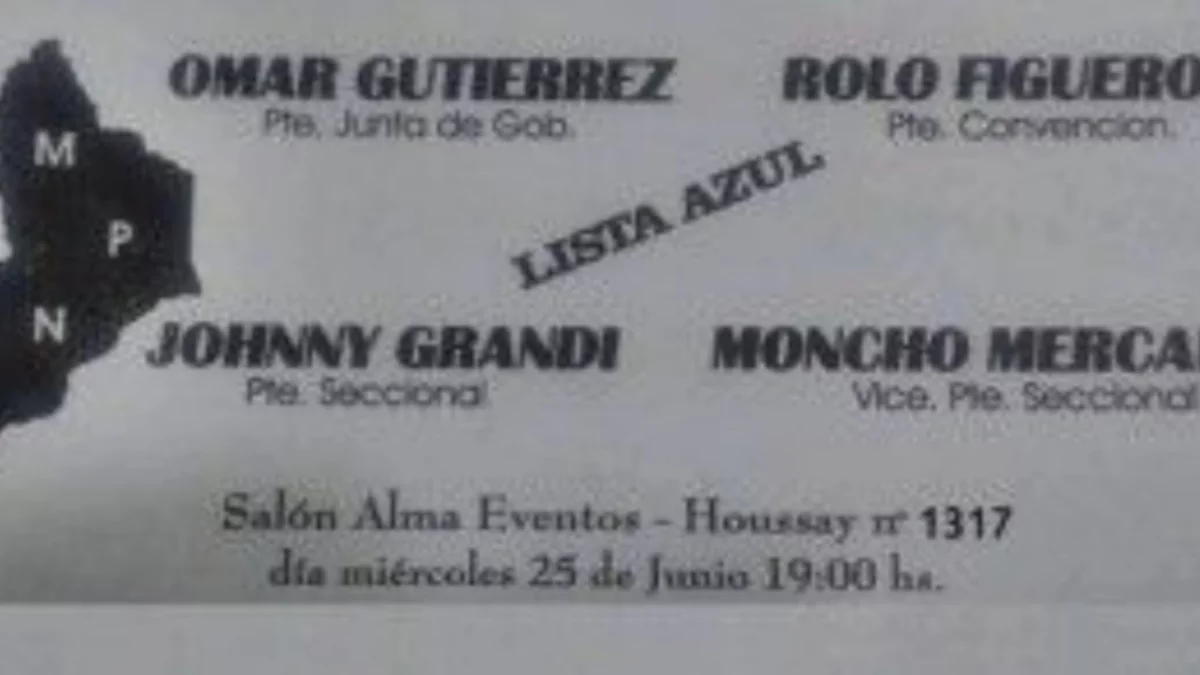 OMAR GUTIERREZ ROLO FIGUERO
Pte. Junta de Gob. Pte. Convencion.
M
P
N
LISTA AZUL
JOHNNY GRANDI MONCHO MERCA
Pte. Seccional Vice. Pte. Seccional
Salón Alma Eventos - Houssay nº 1317
día miércoles 25 de Junio 19:00 hs.